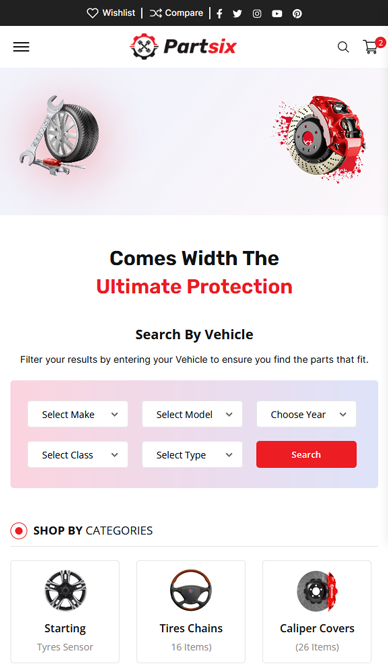 Wishlist | Compare |
Partsix
2
Comes Width The
Ultimate Protection
Search By Vehicle
Filter your results by entering your Vehicle to ensure you find the parts that fit.
Select Make Select Model Choose Year
Select Class Select Type Search
SHOP BY CATEGORIES
Starting Tires Chains Caliper Covers
Tyres Sensor 16 Items) (26 Items)